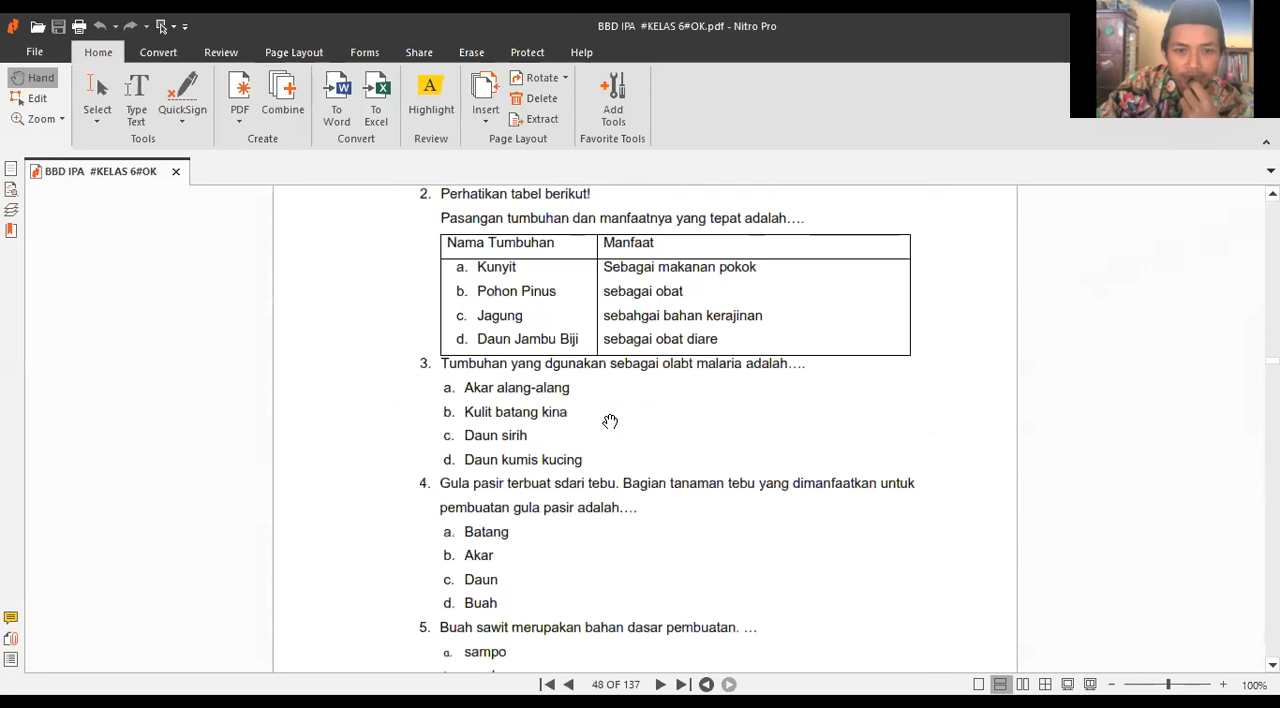 BBD IPA #KELAS 6#OK.pdf - Nitro Pro
File Home Convert Review Page Layout Forms Share Erase Protect Help
Hand
Edit
Zoom
Select
Type Text
QuickSign
Tools
PDF
Combine
Create
To Word
To Excel
Convert
Highlight
Review
Insert
Rotate
Delete
Extract
Page Layout
Add Tools
Favorite Tools
BBD IPA #KELAS 6#OK
2. Perhatikan tabel berikut!
Pasangan tumbuhan dan manfaatnya yang tepat adalah….
Nama Tumbuhan Manfaat
a. Kunyit Sebagai makanan pokok
b. Pohon Pinus sebagai obat
c. Jagung sebahgai bahan kerajinan
d. Daun Jambu Biji sebagai obat diare
3. Tumbuhan yang dgunakan sebagai olabt malaria adalah….
a. Akar alang-alang
b. Kulit batang kina
c. Daun sirih
d. Daun kumis kucing
4. Gula pasir terbuat sdari tebu. Bagian tanaman tebu yang dimanfaatkan untuk
pembuatan gula pasir adalah….
a. Batang
b. Akar
c. Daun
d. Buah
5. Buah sawit merupakan bahan dasar pembuatan. …
a. sampo
48 OF 137
100%